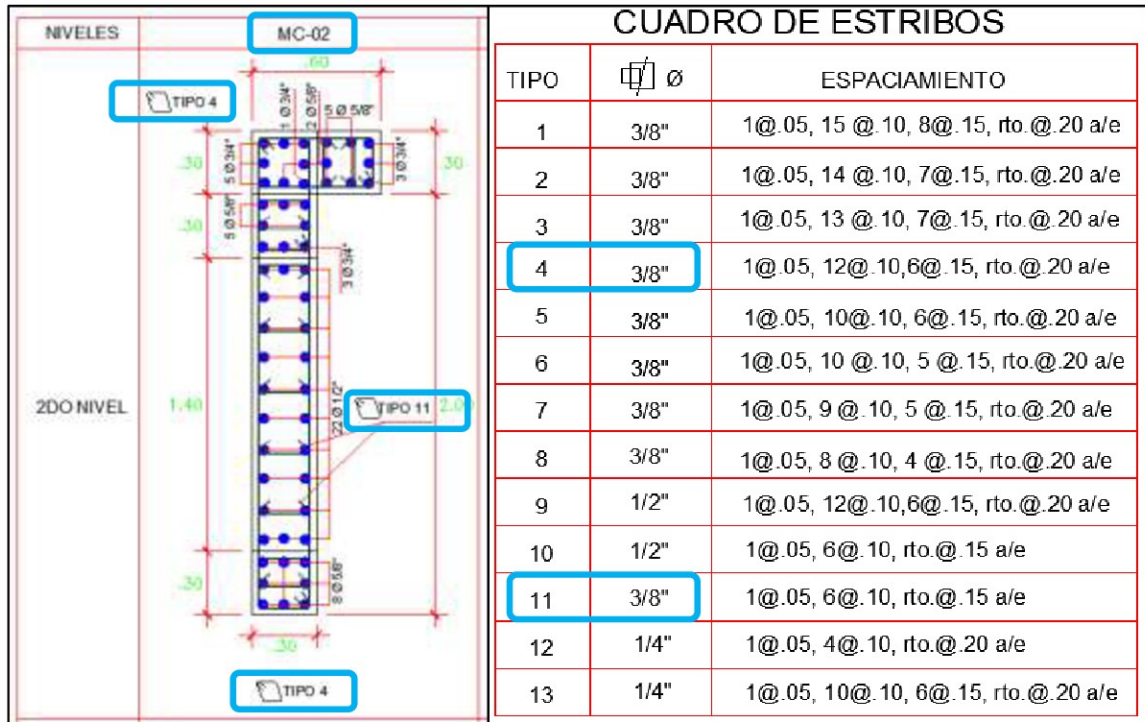 NIVELES
MC-02
.60
TIPO 4
1 Ø 3/4"
2 Ø 5/8"
5 Ø 5/8"
.30
5 Ø 3/4"
3 Ø 3/4"
.30
.30
5 Ø 5/8"
3 Ø 3/4"
2DO NIVEL
1.40
22 Ø 1/2"
TIPO 11
2.00
.30
8 Ø 5/8"
.30
TIPO 4
CUADRO DE ESTRIBOS
TIPO Ø ESPACIAMIENTO
1 3/8" 1@.05, 15 @.10, 8@.15, rto.@.20 a/e
2 3/8" 1@.05, 14 @.10, 7@.15, rto.@.20 a/e
3 3/8" 1@.05, 13 @.10, 7@.15, rto.@.20 a/e
4 3/8" 1@.05, 12@.10,6@.15, rto.@.20 a/e
5 3/8" 1@.05, 10@.10, 6@.15, rto.@.20 a/e
6 3/8" 1@.05, 10 @.10, 5 @.15, rto.@.20 a/e
7 3/8" 1@.05, 9 @.10, 5 @.15, rto.@.20 a/e
8 3/8" 1@.05, 8 @.10, 4 @.15, rto.@.20 a/e
9 1/2" 1@.05, 12@.10,6@.15, rto.@.20 a/e
10 1/2" 1@.05, 6@.10, rto.@.15 a/e
11 3/8" 1@.05, 6@.10, rto.@.15 a/e
12 1/4" 1@.05, 4@.10, rto.@.20 a/e
13 1/4" 1@.05, 10@.10, 6@.15, rto.@.20 a/e